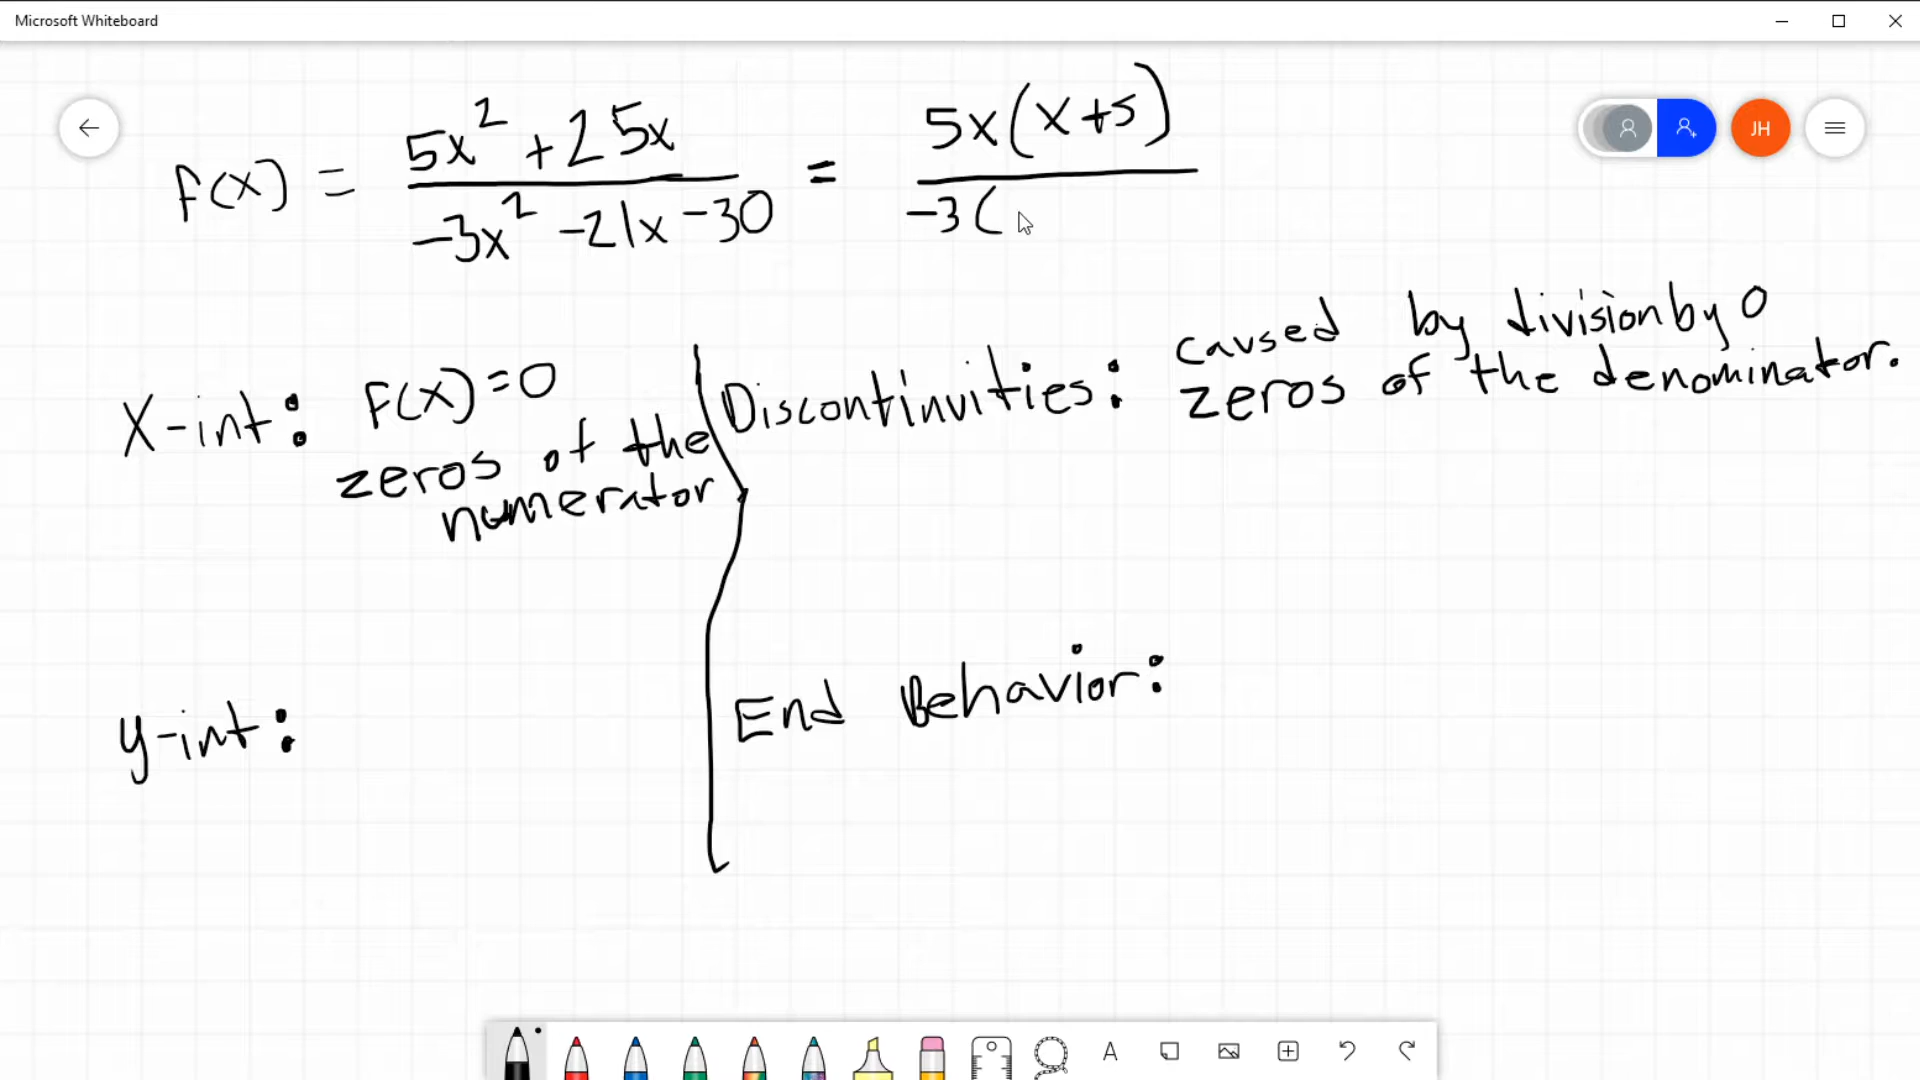 Microsoft Whiteboard
f(x) = (5x² + 25x)/(-3x² - 21x - 30) = 5x(x+5)/-3(
JH
X-int: f(x)=0
zeros of the
numerator
Discontinuities: caused by division by 0
zeros of the denominator.
y-int:
End Behavior:
A